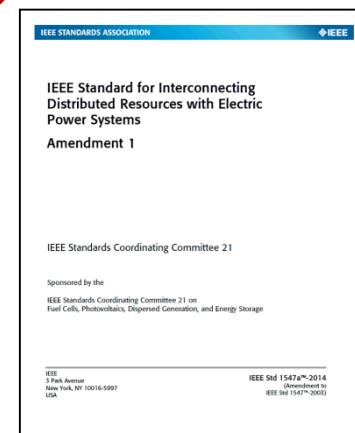 IEEE STANDARDS ASSOCIATION
IEEE
IEEE Standard for Interconnecting
Distributed Resources with Electric
Power Systems
Amendment 1
IEEE Standards Coordinating Committee 21
Sponsored by the
IEEE Standards Coordinating Committee 21 on
Fuel Cells, Photovoltaics, Dispersed Generation, and Energy Storage
IEEE
3 Park Avenue
New York, NY 10016-5997
USA
IEEE Std 1547a™-2014
(Amendment to
IEEE Std 1547™-2003)